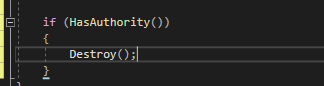 if (HasAuthority())
{
Destroy();
}
}